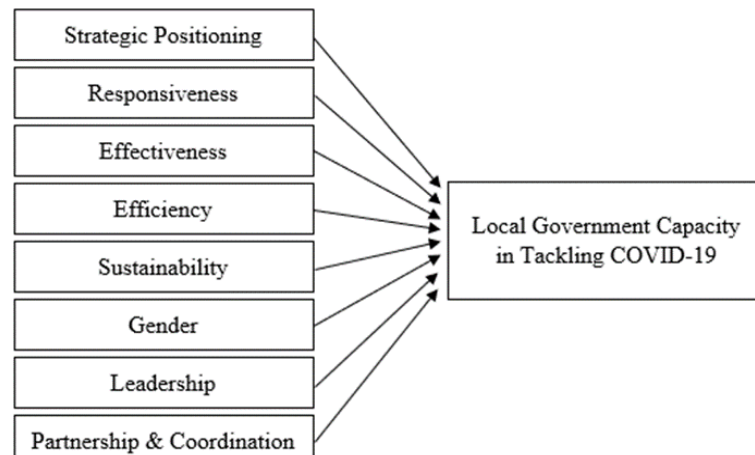 Strategic Positioning
Responsiveness
Effectiveness
Efficiency
Sustainability
Gender
Leadership
Partnership & Coordination
Local Government Capacity
in Tackling COVID-19